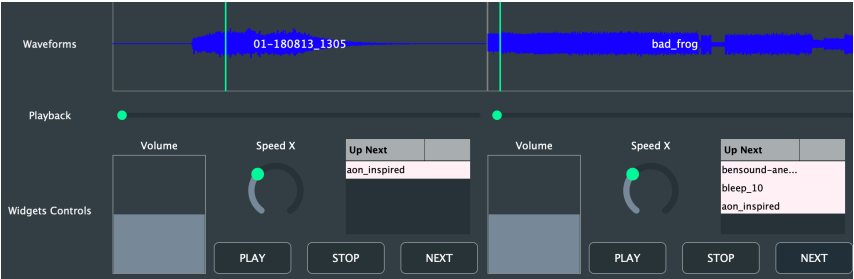 Waveforms
01-180813_1305
bad_frog
Playback
Widgets Controls
Volume
Speed X
Up Next
aon_inspired
PLAY
STOP
NEXT
Volume
Speed X
Up Next
bensound-ane...
bleep_10
aon_inspired
PLAY
STOP
NEXT